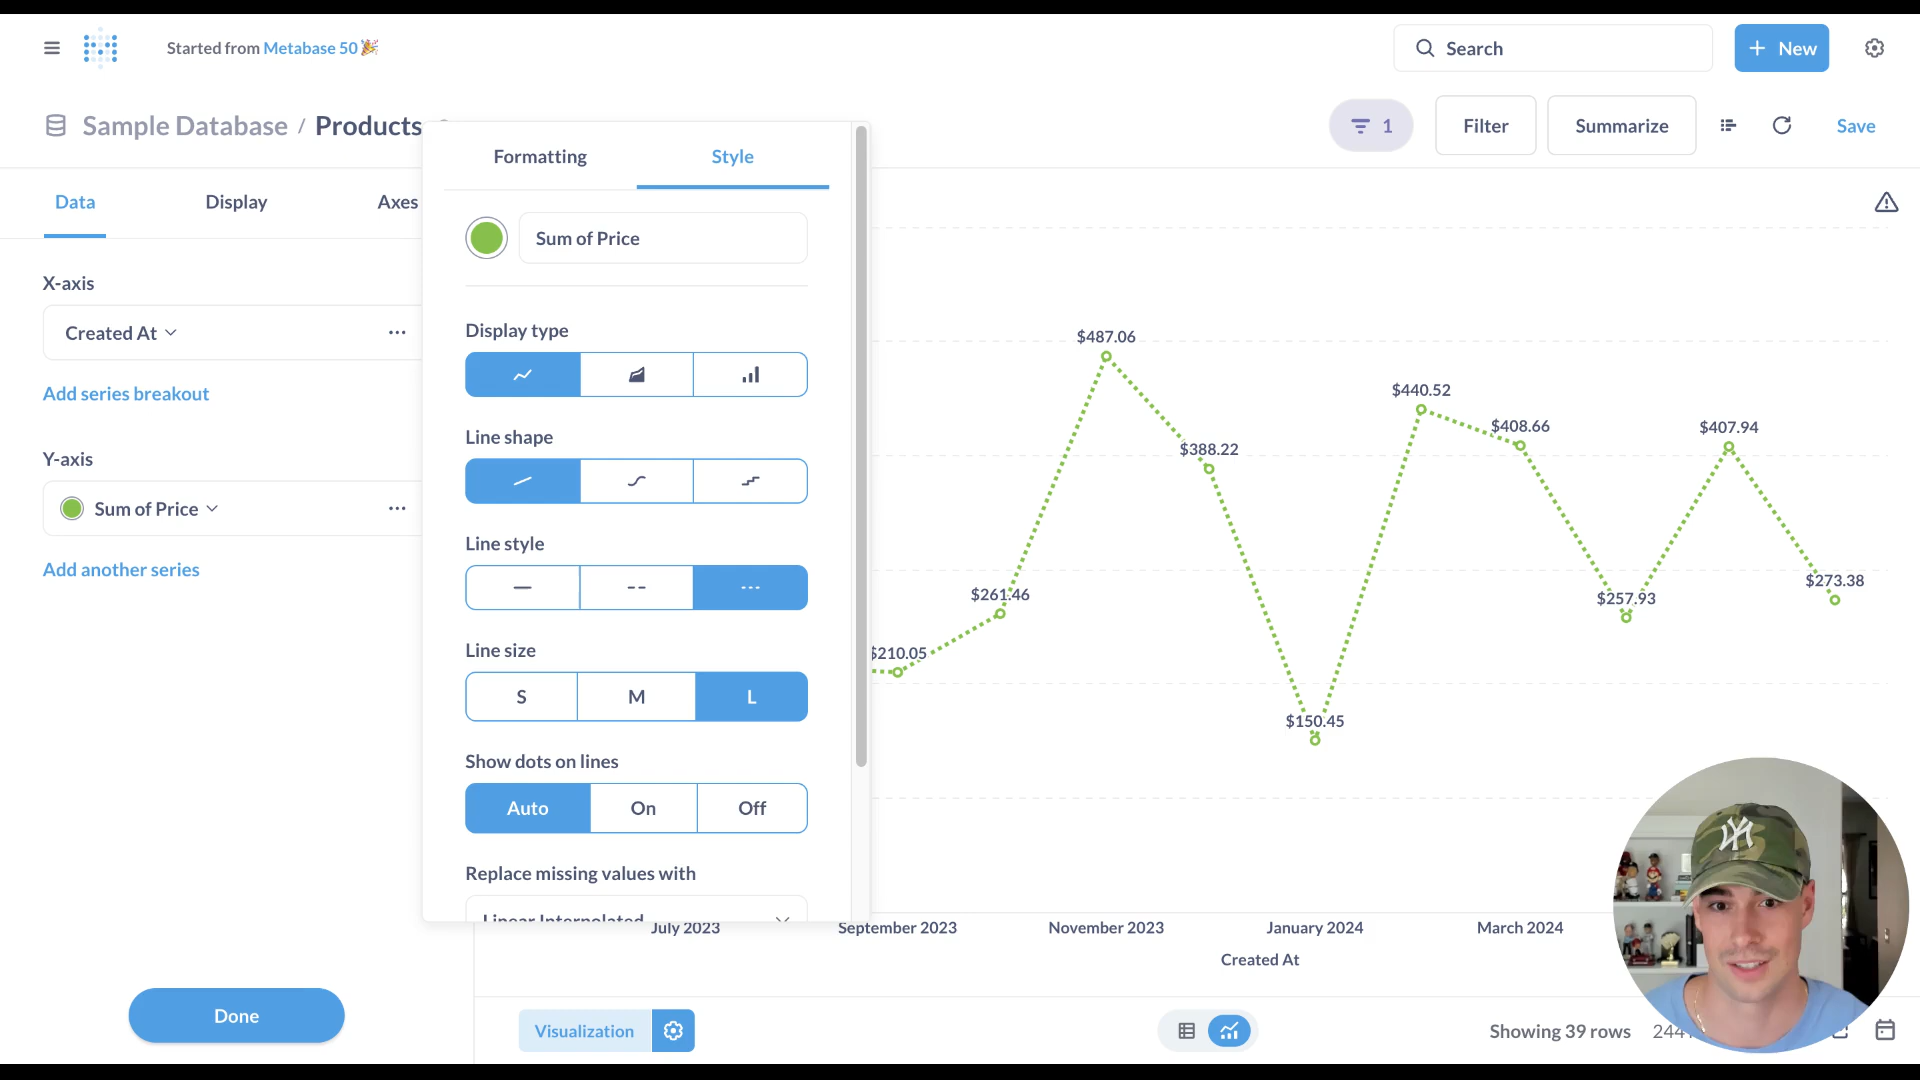 Started from Metabase 50🎉
Search
+ New
Sample Database / Products
1
Filter
Summarize
Save
Data
Display
Axes
Formatting
Style
X-axis
Created At
Add series breakout
Y-axis
Sum of Price
Add another series
Done
Sum of Price
Display type
Line shape
Line style
Line size
S
M
L
Show dots on lines
Auto
On
Off
Replace missing values with
Linear Interpolated
$487.06
$440.52
$388.22
$408.66
$407.94
$261.46
$273.38
$257.93
$210.05
$150.45
July 2023
September 2023
November 2023
January 2024
March 2024
Created At
Visualization
Showing 39 rows